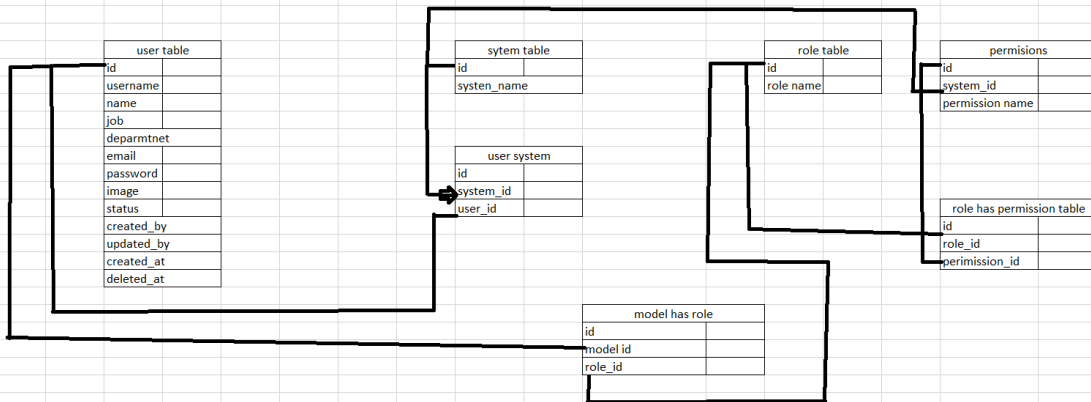 user table
id
username
name
job
deparmtnet
email
password
image
status
created_by
updated_by
created_at
deleted_at
sytem table
id
systen_name
user system
id
system_id
user_id
role table
id
role name
permisions
id
system_id
permission name
role has permission table
id
role_id
perimission_id
model has role
id
model id
role_id